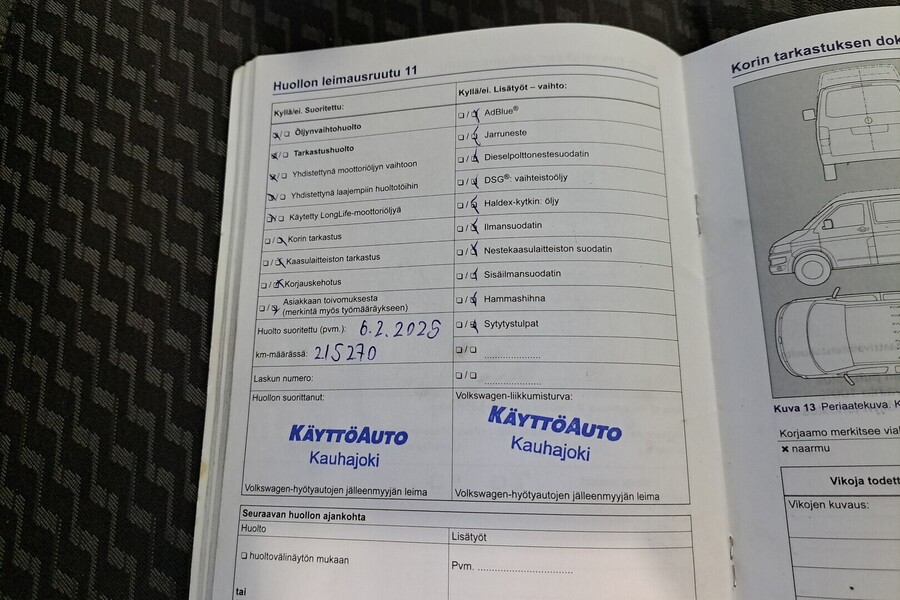 Huollon leimausruutu 11
Kyllä/ei. Suoritettu:
Öljynvaihtohuolto
Tarkastushuolto
Yhdistettynä moottoriöljyn vaihtoon
Yhdistettynä laajempiin huoltotöihin
Käytetty LongLife-moottoriöljyä
Korin tarkastus
Kaasulaitteiston tarkastus
Korjauskehotus
Asiakkaan toivomuksesta
(merkintä myös työmääräykseen)
Huolto suoritettu (pvm.): 6.2.2025
km-määrässä: 215270
Laskun numero:
Huollon suorittanut:
KÄYTTÖAUTO
Kauhajoki
Volkswagen-hyötyautojen jälleenmyyjän leima
Kyllä/ei. Lisätyöt – vaihto:
AdBlue®
Jarruneste
Dieselpolttonestesuodatin
DSG®: vaihteistoöljy
Haldex-kytkin: öljy
Ilmansuodatin
Nestekaasulaitteiston suodatin
Sisäilmansuodatin
Hammashihna
Sytytystulpat
Volkswagen-liikkumisturva:
KÄYTTÖAUTO
Kauhajoki
Volkswagen-hyötyautojen jälleenmyyjän leima
Seuraavan huollon ajankohta
Huolto
huoltovälinäytön mukaan
tai
Lisätyöt
Pvm.
Korin tarkastuksen dok
Kuva 13 Periaatekuva: K
Korjaamo merkitsee vial
× naarmu
Vikoja todett
Vikojen kuvaus: